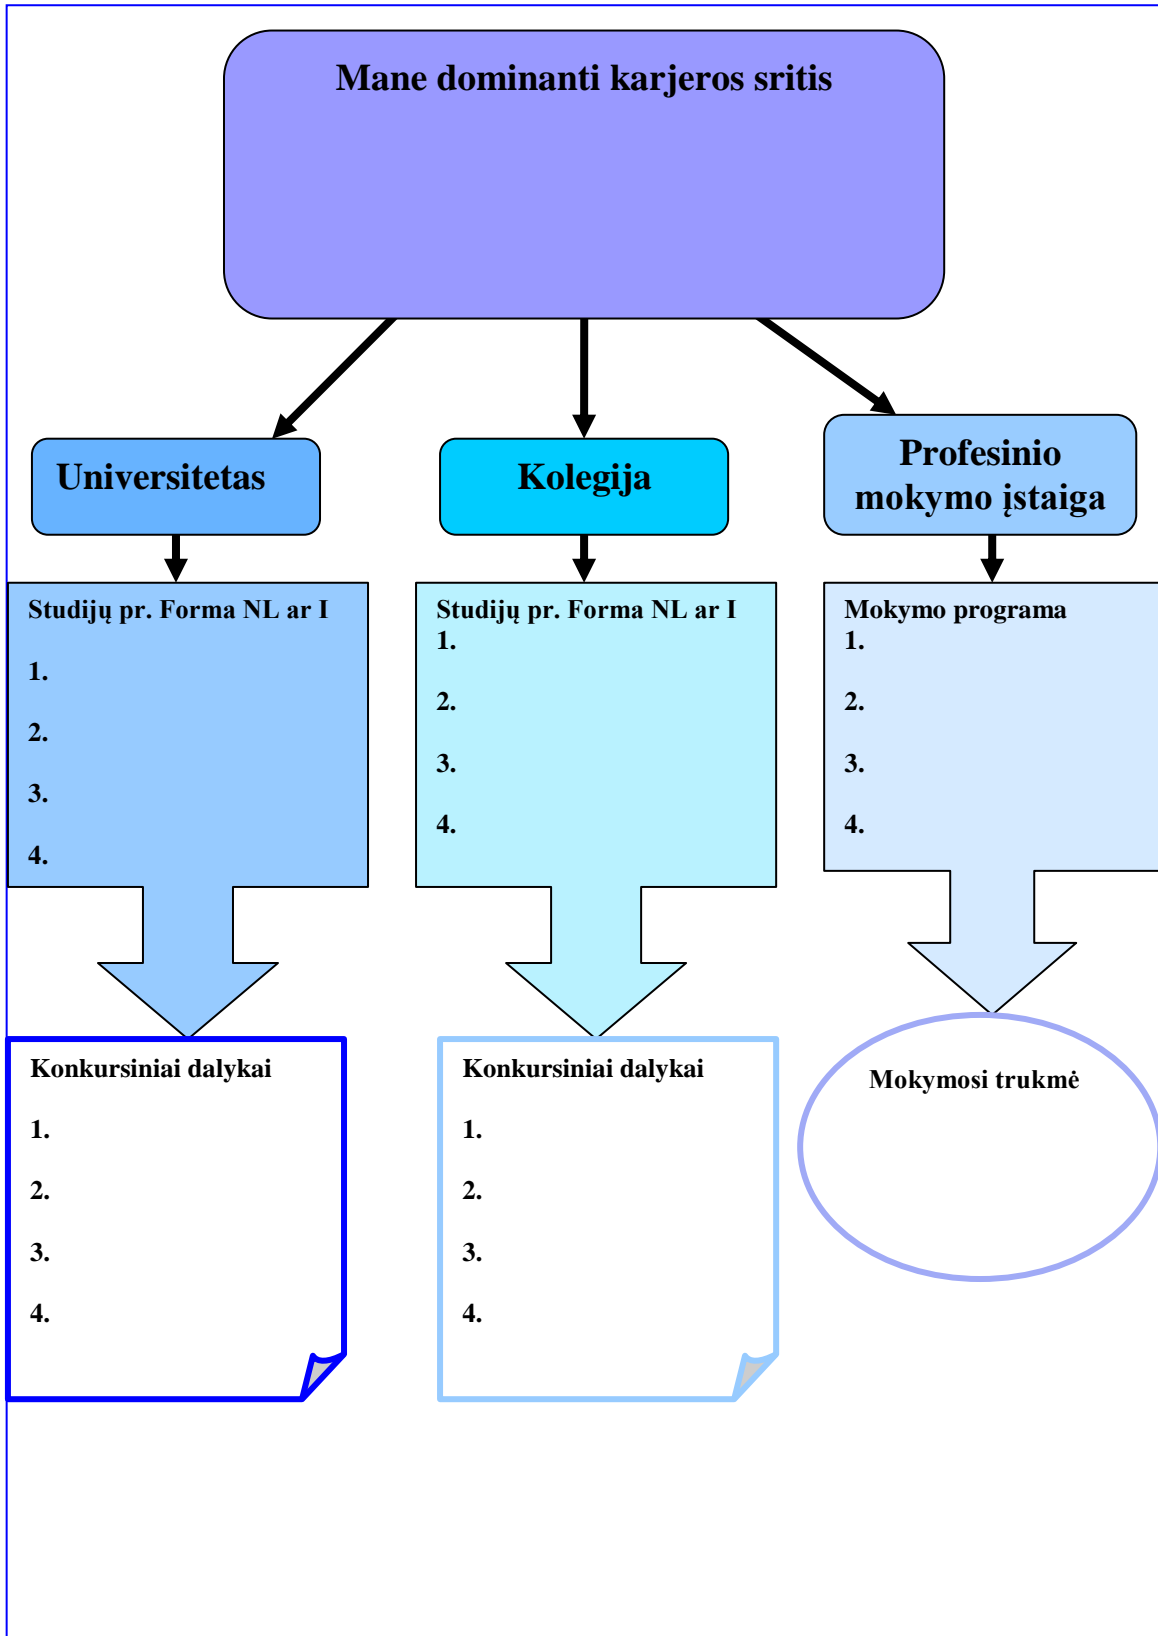 Mane dominanti karjeros sritis
Universitetas
Kolegija
Profesinio
mokymo įstaiga
Studijų pr. Forma NL ar I
1.
2.
3.
4.
Studijų pr. Forma NL ar I
1.
2.
3.
4.
Mokymo programa
1.
2.
3.
4.
Konkursiniai dalykai
1.
2.
3.
4.
Konkursiniai dalykai
1.
2.
3.
4.
Mokymosi trukmė